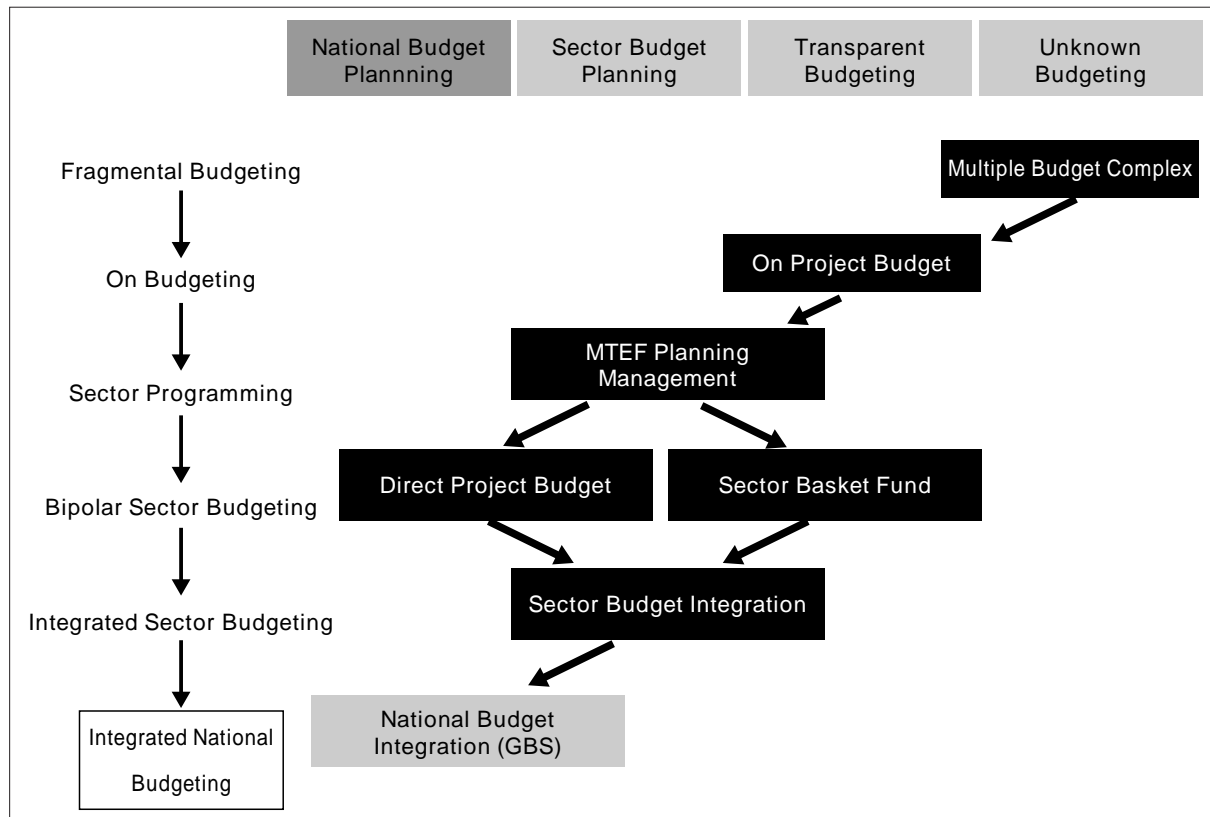 National Budget
Plannning
Sector Budget
Planning
Transparent
Budgeting
Unknown
Budgeting
Fragmental Budgeting
Multiple Budget Complex
On Budgeting
On Project Budget
Sector Programming
MTEF Planning
Management
Bipolar Sector Budgeting
Direct Project Budget
Sector Basket Fund
Integrated Sector Budgeting
Sector Budget Integration
Integrated National
Budgeting
National Budget
Integration (GBS)